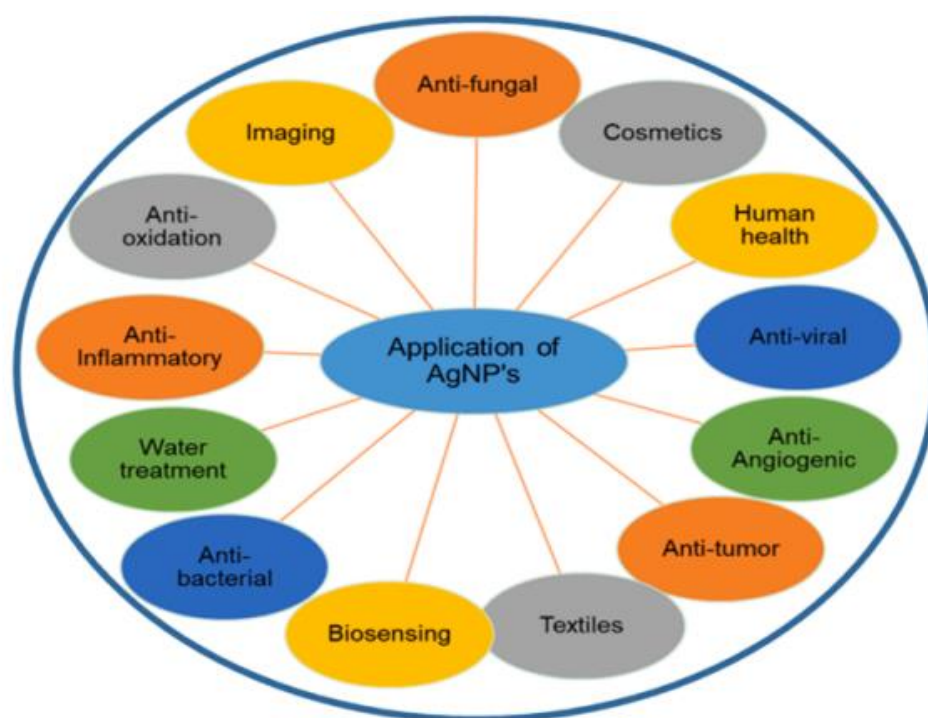 Anti-fungal
Cosmetics
Human
health
Anti-viral
Anti-
Angiogenic
Anti-tumor
Textiles
Biosensing
Anti-
bacterial
Water
treatment
Anti-
Inflammatory
Anti-
oxidation
Imaging
Application of
AgNP's